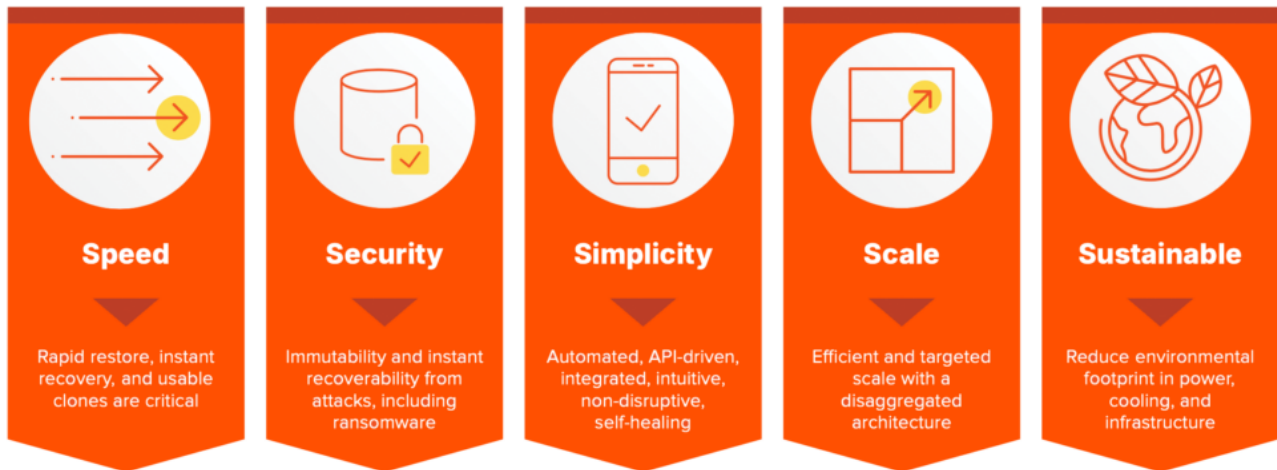 Speed
Rapid restore, instant
recovery, and usable
clones are critical
Security
Immutability and instant
recoverability from
attacks, including
ransomware
Simplicity
Automated, API-driven,
integrated, intuitive,
non-disruptive,
self-healing
Scale
Efficient and targeted
scale with a
disaggregated
architecture
Sustainable
Reduce environmental
footprint in power,
cooling, and
infrastructure